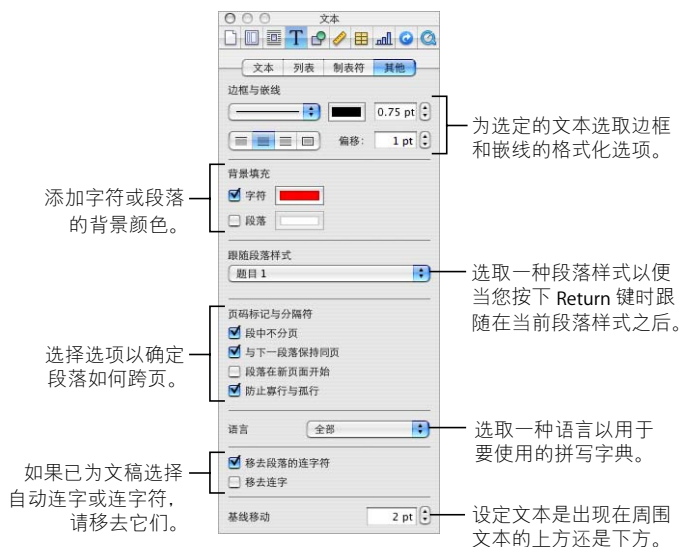 文本
文本 列表 制表符 其他
边框与嵌线
0.75 pt
偏移： 1 pt
为选定的文本选取边框
和嵌线的格式化选项。
背景填充
字符
段落
添加字符或段落
的背景颜色。
跟随段落样式
题目 1
选取一种段落样式以便
当您按下 Return 键时跟
随在当前段落样式之后。
页码标记与分隔符
段中不分页
与下一段落保持同页
段落在新页面开始
防止寡行与孤行
选择选项以确定
段落如何跨页。
语言 全部
选取一种语言以用于
要使用的拼写字典。
移去段落的连字符
移去连字
如果已为文稿选择
自动连字或连字符，
请移去它们。
基线移动 2 pt
设定文本是出现在周围
文本的上方还是下方。